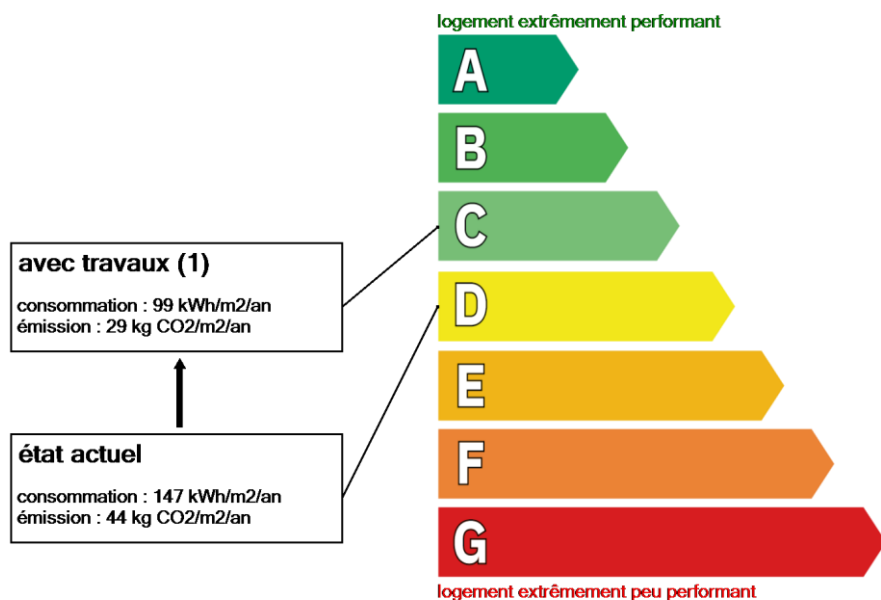 logement extrêmement performant
A
B
C
D
E
F
G
logement extrêmement peu performant
avec travaux (1)
consommation : 99 kWh/m2/an
émission : 29 kg CO2/m2/an
état actuel
consommation : 147 kWh/m2/an
émission : 44 kg CO2/m2/an